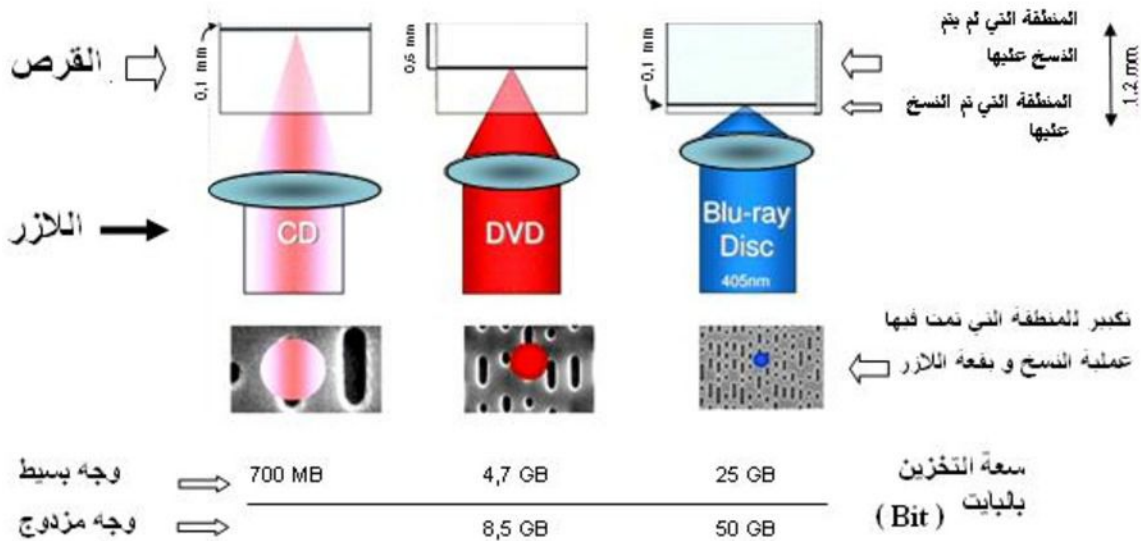 القرص
0,1 mm
0,6 mm
0,1 mm
المنطقة التي لم يتم
النسخ عليها
المنطقة التي تم النسخ
عليها
1,2 mm
اللازر
CD
DVD
Blu-ray
Disc
405nm
تكبير للمنطقة التي تمت فيها
عملية النسخ و بقعة اللازر
سعة التخزين
بالبايت
(Bit)
وجه بسيط
700 MB
4,7 GB
25 GB
وجه مزدوج
8,5 GB
50 GB